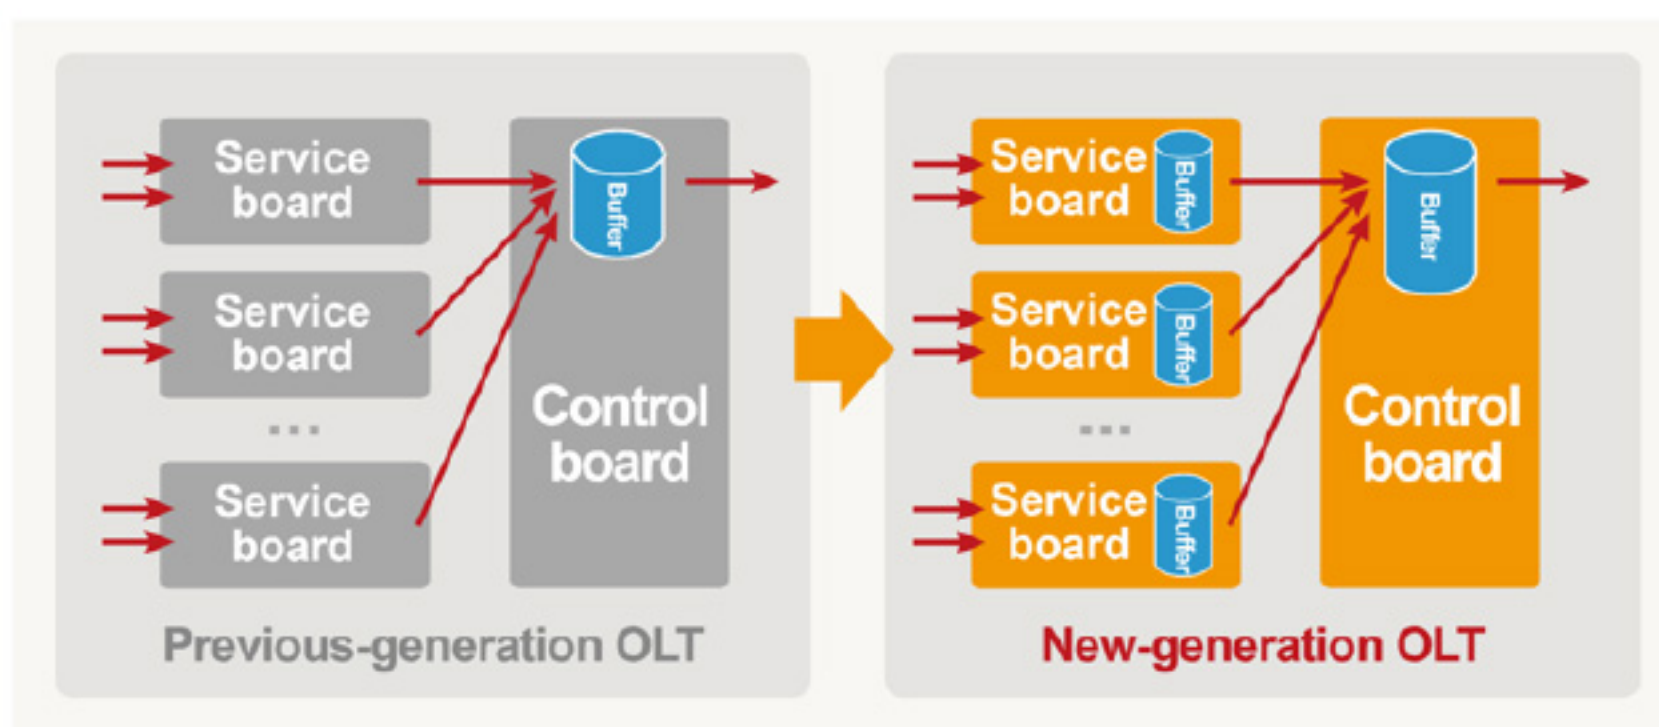 Service
board
Buffer
Service
board
...
Service
board
Control
board
Previous-generation OLT
Service
board
Buffer
Buffer
Service
board
Buffer
...
Service
board
Buffer
Control
board
New-generation OLT